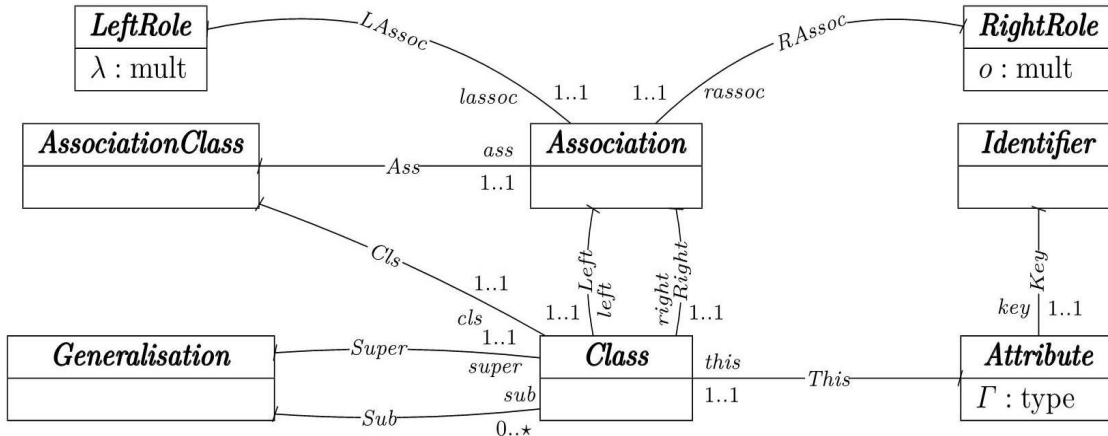 LeftRole
λ : mult
LAssoc
lassoc
1..1
RAssoc
rassoc
1..1
RightRole
o : mult
AssociationClass
Ass
ass
1..1
Association
Identifier
Cls
cls
1..1
Left
left
1..1
right
Right
1..1
Key
key
1..1
Generalisation
Super
super
1..1
Sub
sub
0..⋆
Class
this
1..1
This
Attribute
Γ : type